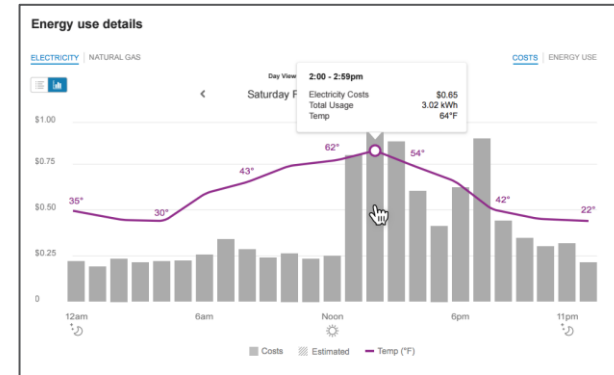 Energy use details
ELECTRICITY | NATURAL GAS
COSTS | ENERGY USE
Day View
Saturday F
2:00 - 2:59pm
Electricity Costs $0.65
Total Usage 3.02 kWh
Temp 64°F
$1.00
$0.75
$0.50
$0.25
0
35°
30°
43°
62°
54°
42°
22°
12am
6am
Noon
6pm
11pm
Costs
Estimated
Temp (°F)